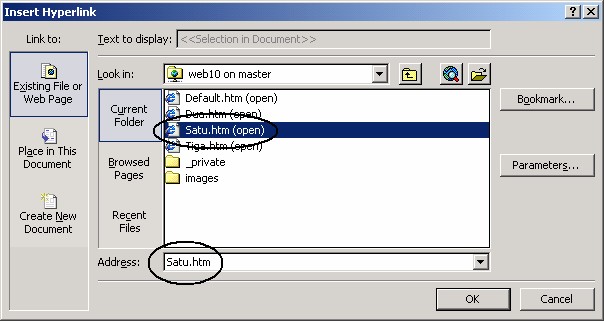 Insert Hyperlink
Link to:
Text to display: <<Selection in Document>>
Existing File or
Web Page
Place in This
Document
Create New
Document
Look in: web10 on master
Current
Folder
Browsed
Pages
Recent
Files
Default.htm (open)
Dua.htm (open)
Satu.htm (open)
Tiga.htm (open)
_private
images
Bookmark...
Parameters...
Address: Satu.htm
OK Cancel